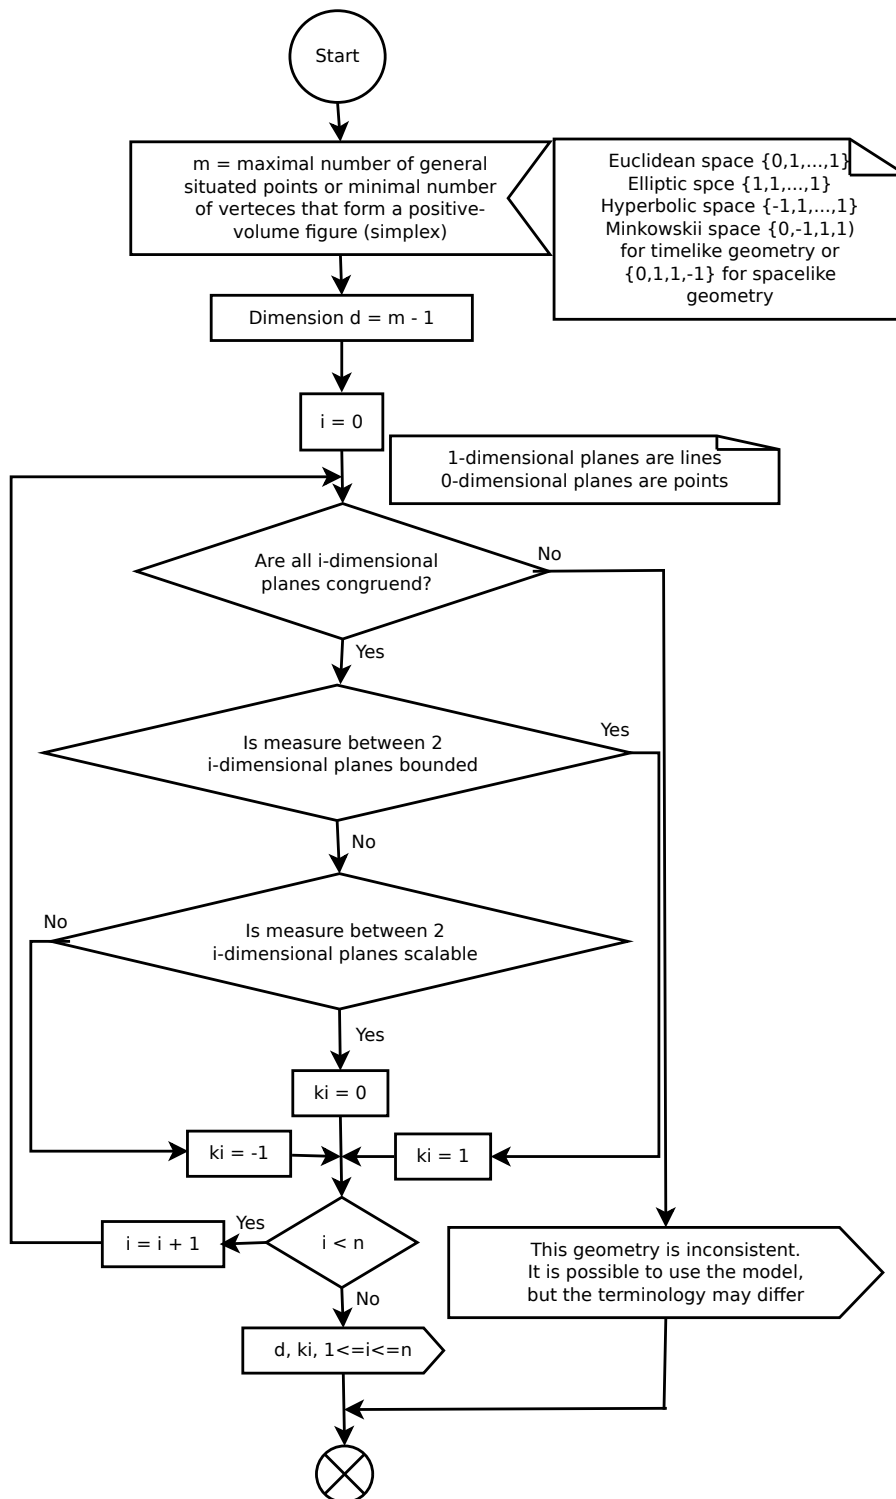 Start
m = maximal number of general
situated points or minimal number
of verteces that form a positive-
volume figure (simplex)
Euclidean space {0,1,...,1}
Elliptic spce {1,1,...,1}
Hyperbolic space {-1,1,...,1}
Minkowskii space {0,-1,1,1)
for timelike geometry or
{0,1,1,-1} for spacelike
geometry
Dimension d = m - 1
i = 0
1-dimensional planes are lines
0-dimensional planes are points
Are all i-dimensional
planes congruend?
No
Yes
Is measure between 2
i-dimensional planes bounded
Yes
No
Is measure between 2
i-dimensional planes scalable
No
Yes
ki = 0
ki = -1
ki = 1
i < n
Yes
i = i + 1
No
This geometry is inconsistent.
It is possible to use the model,
but the terminology may differ
d, ki, 1<=i<=n